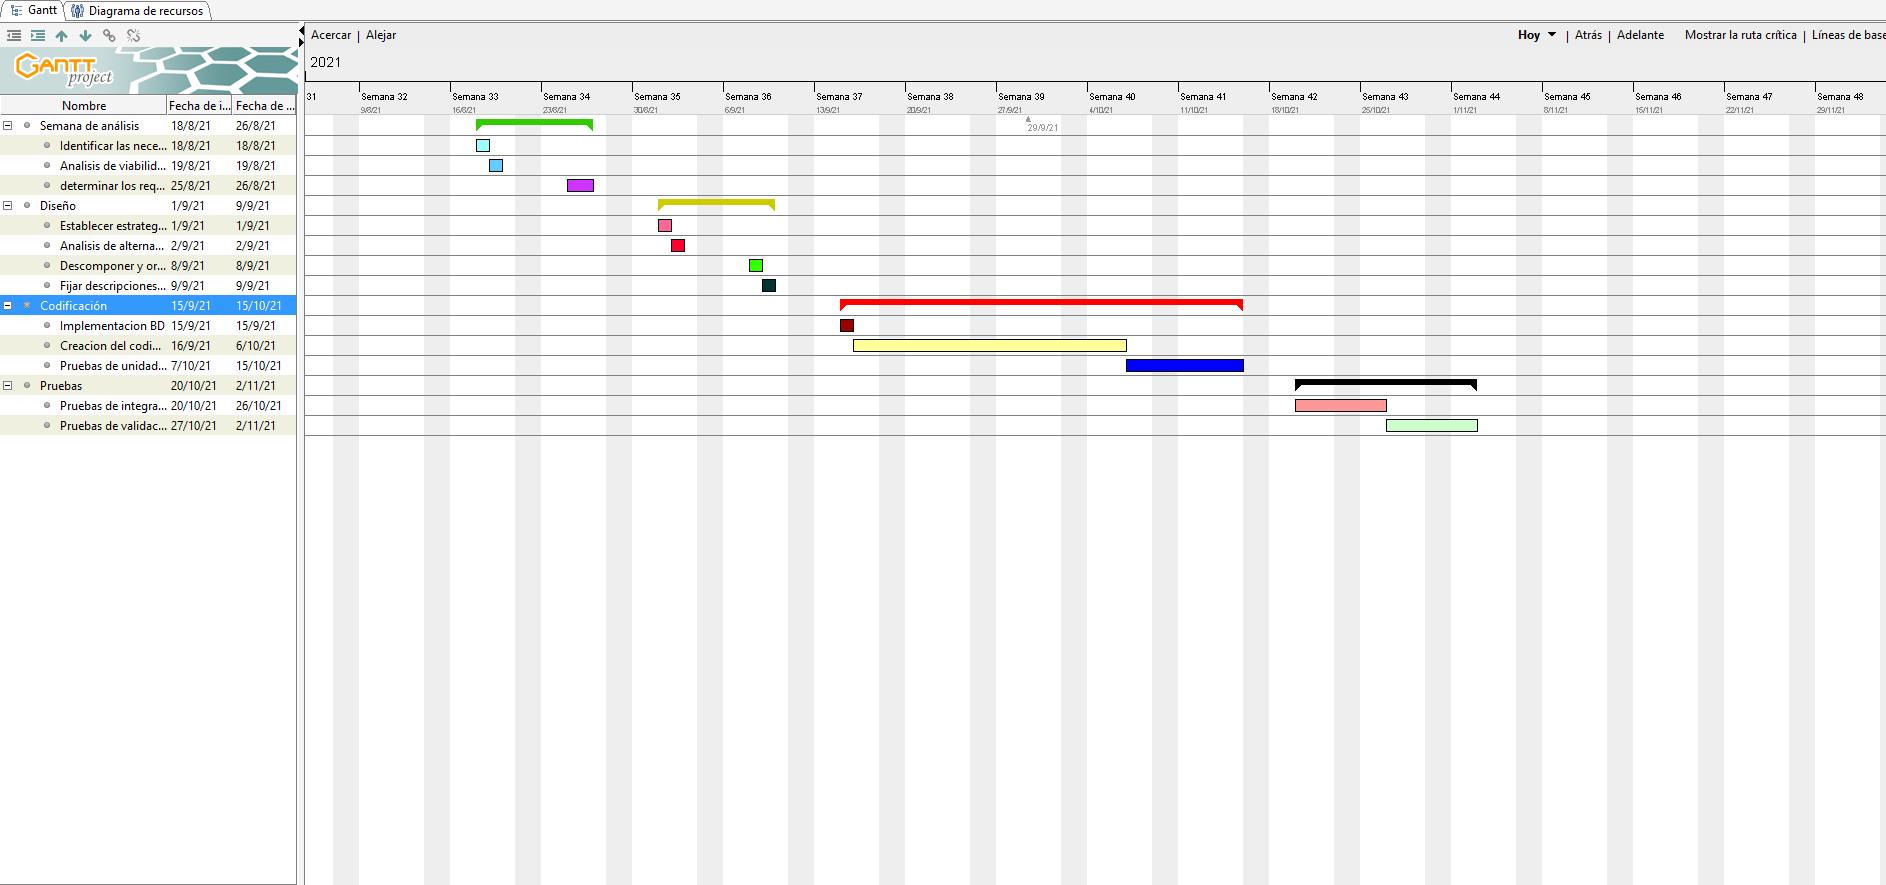 Gantt Diagrama de recursos
Acercar | Alejar Hoy | Atrás | Adelante Mostrar la ruta crítica | Líneas de base
GANTT project
2021
31 Semana 32 Semana 33 Semana 34 Semana 35 Semana 36 Semana 37 Semana 38 Semana 39 Semana 40 Semana 41 Semana 42 Semana 43 Semana 44 Semana 45 Semana 46 Semana 47 Semana 48
9/8/21 16/8/21 23/8/21 30/8/21 6/9/21 13/9/21 20/9/21 27/9/21 4/10/21 11/10/21 18/10/21 25/10/21 1/11/21 8/11/21 15/11/21 22/11/21 29/11/21
29/9/21
Nombre Fecha de i... Fecha de ...
Semana de análisis 18/8/21 26/8/21
Identificar las nece... 18/8/21 18/8/21
Analisis de viabilid... 19/8/21 19/8/21
determinar los req... 25/8/21 26/8/21
Diseño 1/9/21 9/9/21
Establecer estrateg... 1/9/21 1/9/21
Analisis de alterna... 2/9/21 2/9/21
Descomponer y or... 8/9/21 8/9/21
Fijar descripciones... 9/9/21 9/9/21
Codificación 15/9/21 15/10/21
Implementacion BD 15/9/21 15/9/21
Creacion del codi... 16/9/21 6/10/21
Pruebas de unidad... 7/10/21 15/10/21
Pruebas 20/10/21 2/11/21
Pruebas de integra... 20/10/21 26/10/21
Pruebas de validac... 27/10/21 2/11/21